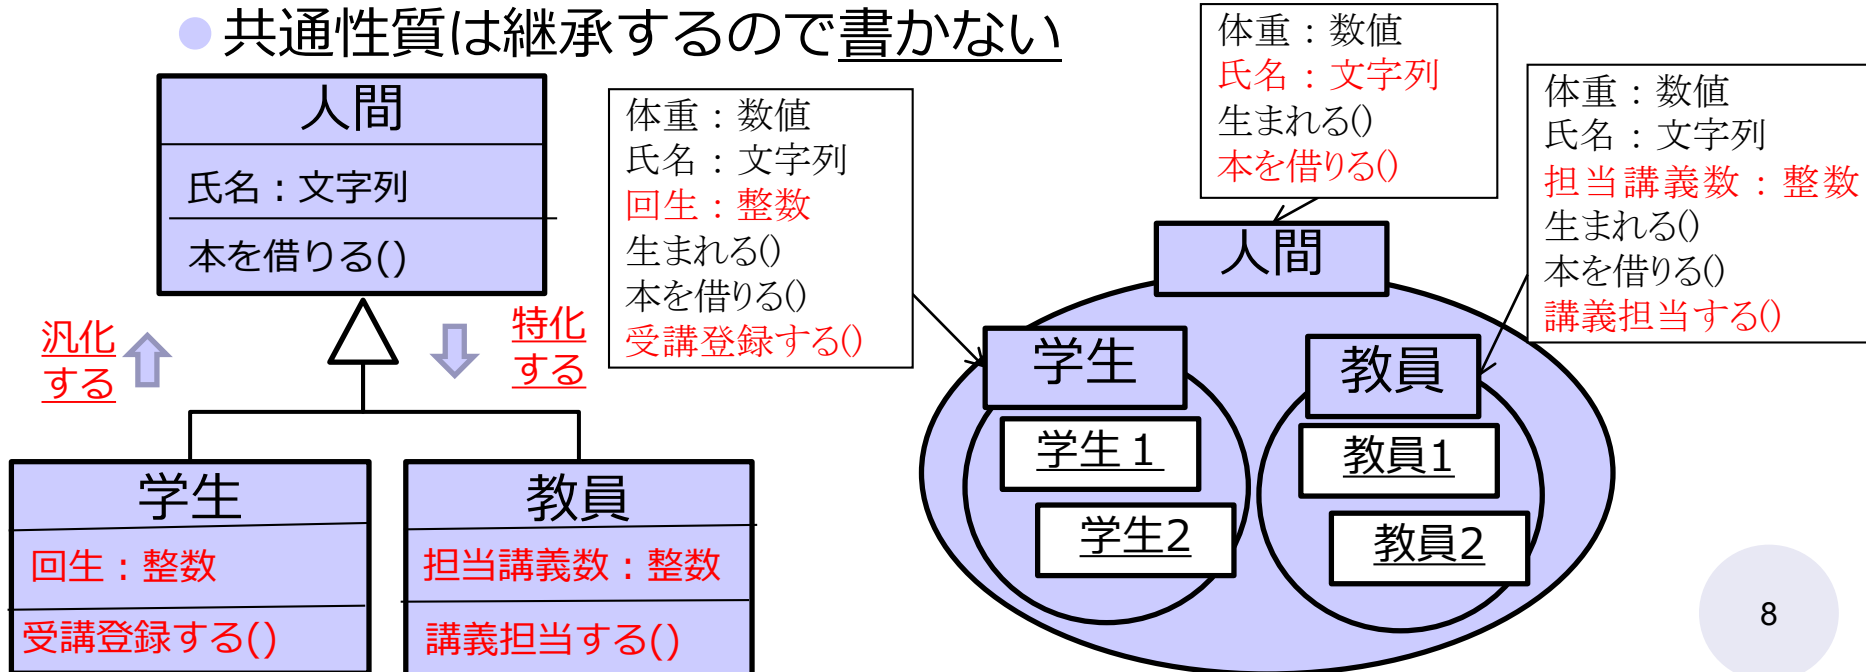 共通性質は継承するので書かない
人間
氏名：文字列
本を借りる()
汎化
する
特化
する
学生
回生：整数
受講登録する()
教員
担当講義数：整数
講義担当する()
体重：数値
氏名：文字列
回生：整数
生まれる()
本を借りる()
受講登録する()
体重：数値
氏名：文字列
生まれる()
本を借りる()
体重：数値
氏名：文字列
担当講義数：整数
生まれる()
本を借りる()
講義担当する()
人間
学生
学生１
学生2
教員
教員1
教員2
8